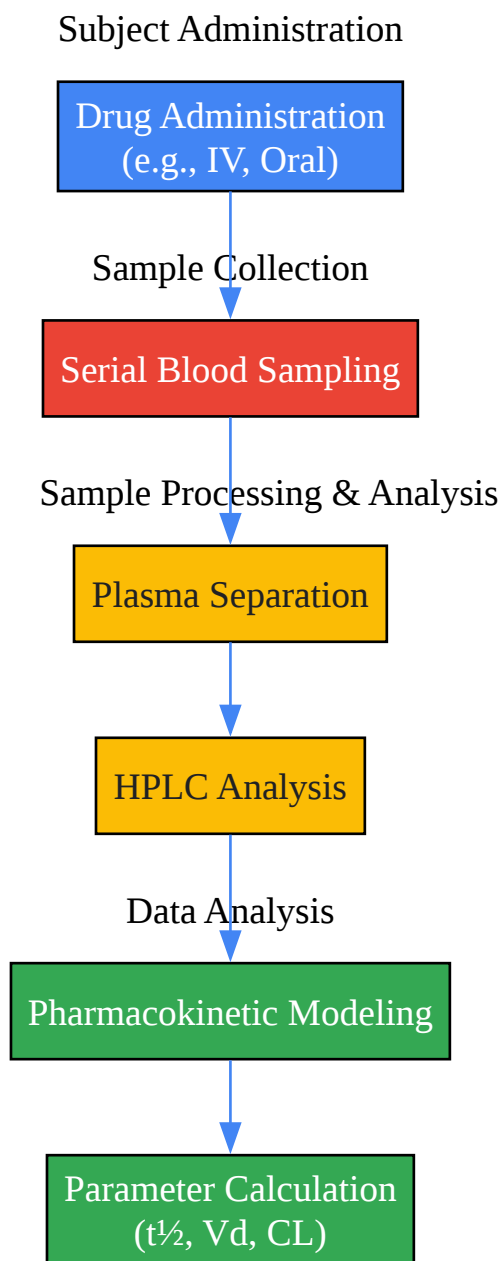 Subject Administration
Drug Administration
(e.g., IV, Oral)
Sample Collection
Serial Blood Sampling
Sample Processing & Analysis
Plasma Separation
HPLC Analysis
Data Analysis
Pharmacokinetic Modeling
Parameter Calculation
(t½, Vd, CL)